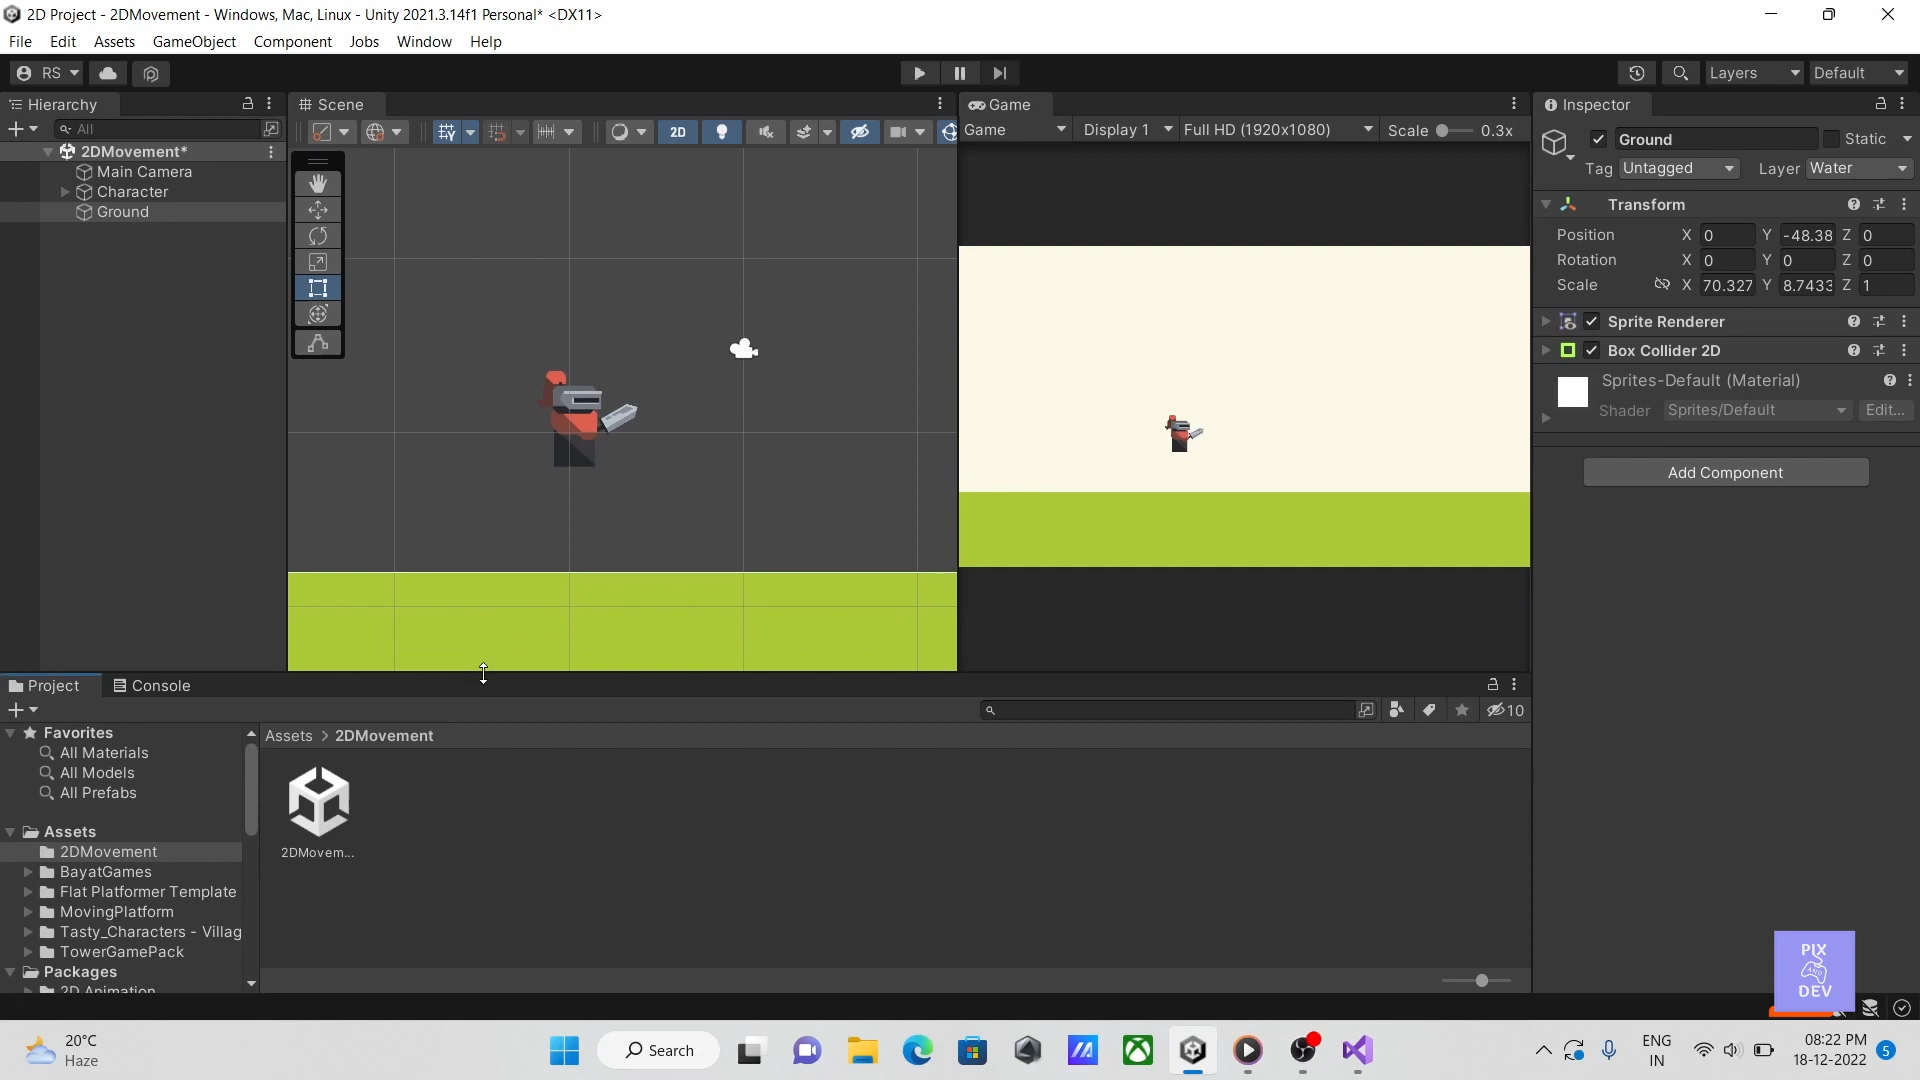 2D Project - 2DMovement - Windows, Mac, Linux - Unity 2021.3.14f1 Personal* <DX11>
File Edit Assets GameObject Component Jobs Window Help
RS Layers Default
Hierarchy Scene Game Inspector
All 2D Game Display 1 Full HD (1920x1080) Scale 0.3x
Ground Static
2DMovement*
Tag Untagged Layer Water
Main Camera
Character
Ground
Transform
Position X 0 Y -48.38 Z 0
Rotation X 0 Y 0 Z 0
Scale X 70.327 Y 8.7433 Z 1
Sprite Renderer
Box Collider 2D
Sprites-Default (Material)
Shader Sprites/Default Edit...
Add Component
Project Console
10
Favorites
All Materials
All Models
All Prefabs
Assets > 2DMovement
2DMovem...
Assets
2DMovement
BayatGames
Flat Platformer Template
MovingPlatform
Tasty_Characters - Villag
TowerGamePack
Packages
2D Animation
PIX
AND
DEV
20°C
Haze
Search
ENG
IN
08:22 PM
18-12-2022
5